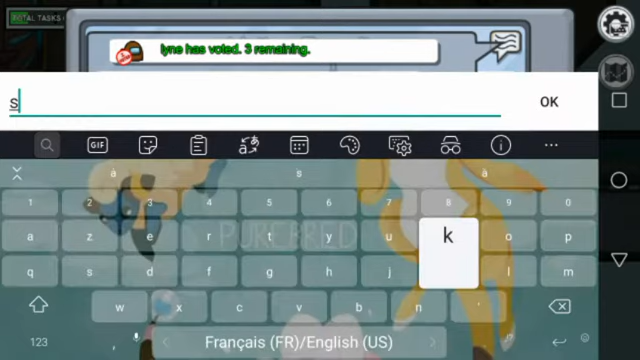 TOTAL TASKS
lyne has voted. 3 remaining.
s
OK
GIF
à s à
1 2 3 4 5 6 7 8 9 0
a z e r t y u k o p
PUREBRED
q s d f g h j l m
w x c v b n '
123 Français (FR)/English (US)